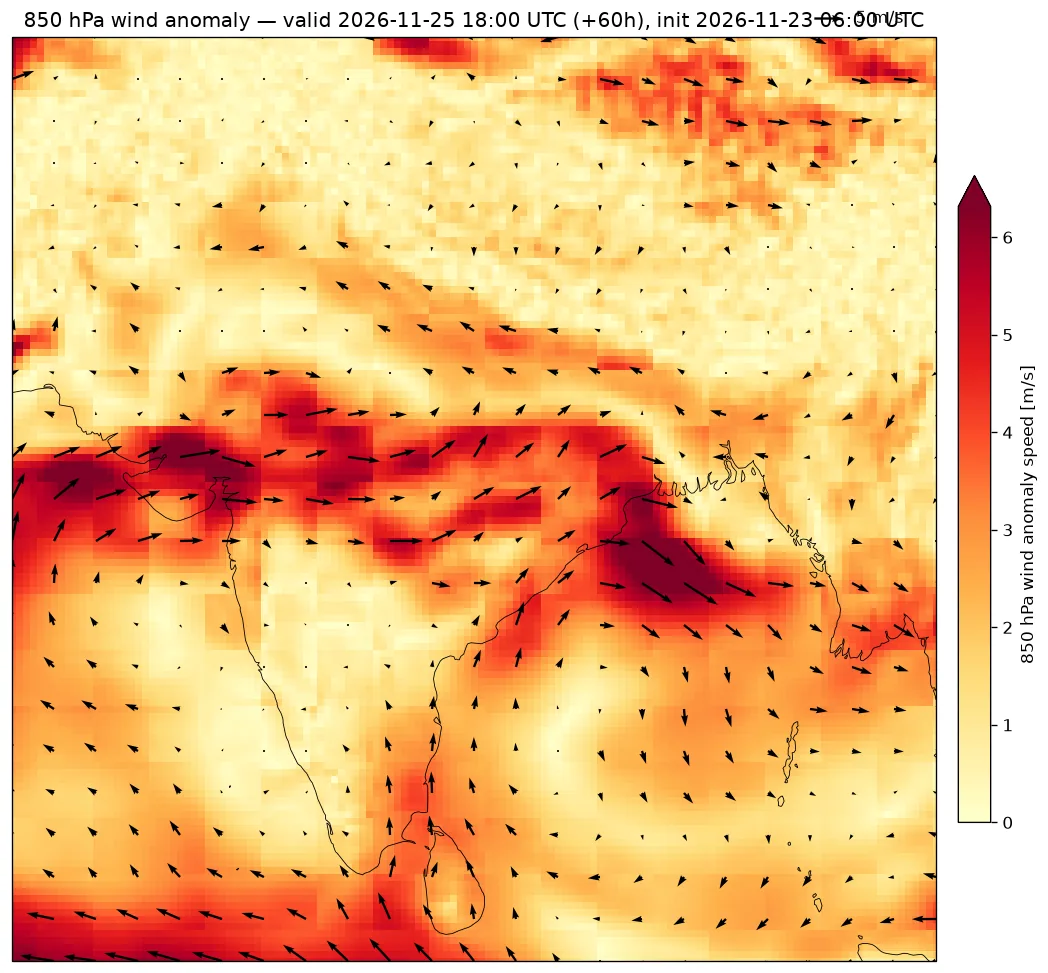 850 hPa wind anomaly — valid 2026-11-25 18:00 UTC (+60h), init 2026-11-23 06:00 UTC
5 m/s
6
5
4
3
2
1
0
850 hPa wind anomaly speed [m/s]